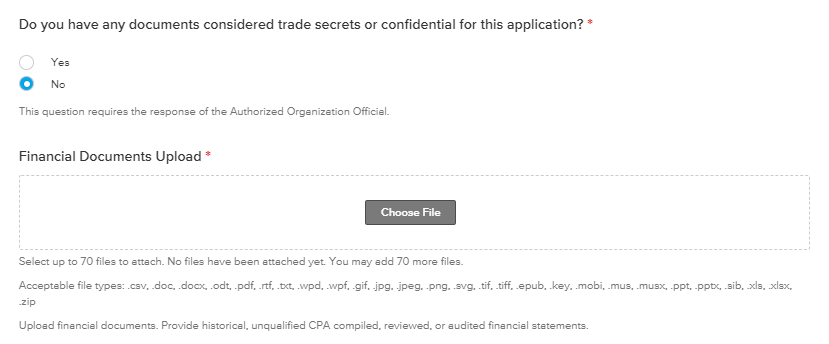 Do you have any documents considered trade secrets or confidential for this application? *
Yes
No
This question requires the response of the Authorized Organization Official.
Financial Documents Upload *
Choose File
Select up to 70 files to attach. No files have been attached yet. You may add 70 more files.
Acceptable file types: .csv, .doc, .docx, .odt, .pdf, .rtf, .txt, .wpd, .wpf, .gif, .jpg, .jpeg, .png, .svg, .tif, .tiff, .epub, .key, .mobi, .mus, .musx, .ppt, .pptx, .sib, .xls, .xlsx,
.zip
Upload financial documents. Provide historical, unqualified CPA compiled, reviewed, or audited financial statements.